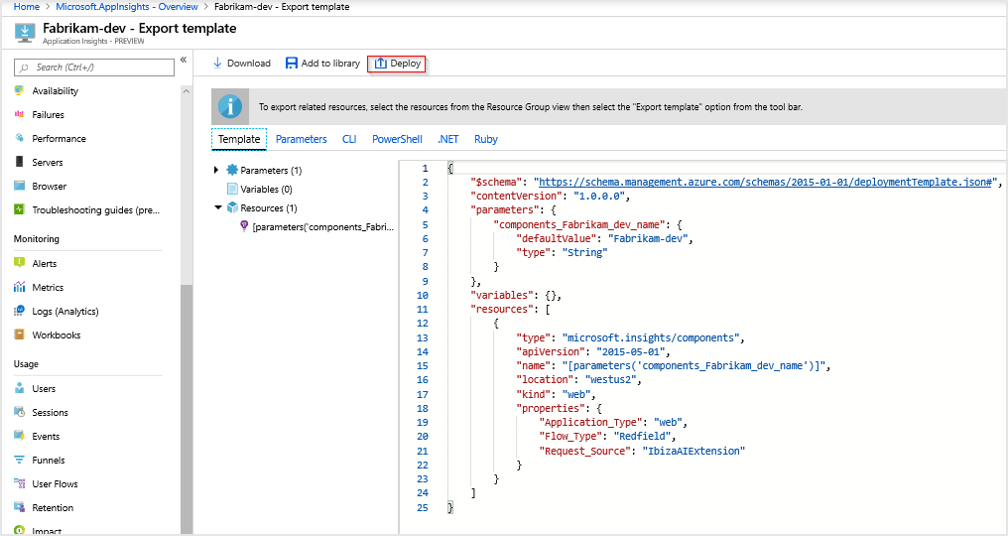 Home > Microsoft.AppInsights - Overview > Fabrikam-dev - Export template
Fabrikam-dev - Export template
Application Insights - PREVIEW
Search (Ctrl+/)
«
Availability
Failures
Performance
Servers
Browser
Troubleshooting guides (pre...
Monitoring
Alerts
Metrics
Logs (Analytics)
Workbooks
Usage
Users
Sessions
Events
Funnels
User Flows
Retention
Impact
Download Add to library Deploy
To export related resources, select the resources from the Resource Group view then select the "Export template" option from the tool bar.
Template Parameters CLI PowerShell .NET Ruby
Parameters (1)
Variables (0)
Resources (1)
[parameters('components_Fabri...
1 {
2 "$schema": "https://schema.management.azure.com/schemas/2015-01-01/deploymentTemplate.json#",
3 "contentVersion": "1.0.0.0",
4 "parameters": {
5 "components_Fabrikam_dev_name": {
6 "defaultValue": "Fabrikam-dev",
7 "type": "String"
8 }
9 },
10 "variables": {},
11 "resources": [
12 {
13 "type": "microsoft.insights/components",
14 "apiVersion": "2015-05-01",
15 "name": "[parameters('components_Fabrikam_dev_name')]",
16 "location": "westus2",
17 "kind": "web",
18 "properties": {
19 "Application_Type": "web",
20 "Flow_Type": "Redfield",
21 "Request_Source": "IbizaAIExtension"
22 }
23 }
24 ]
25 }